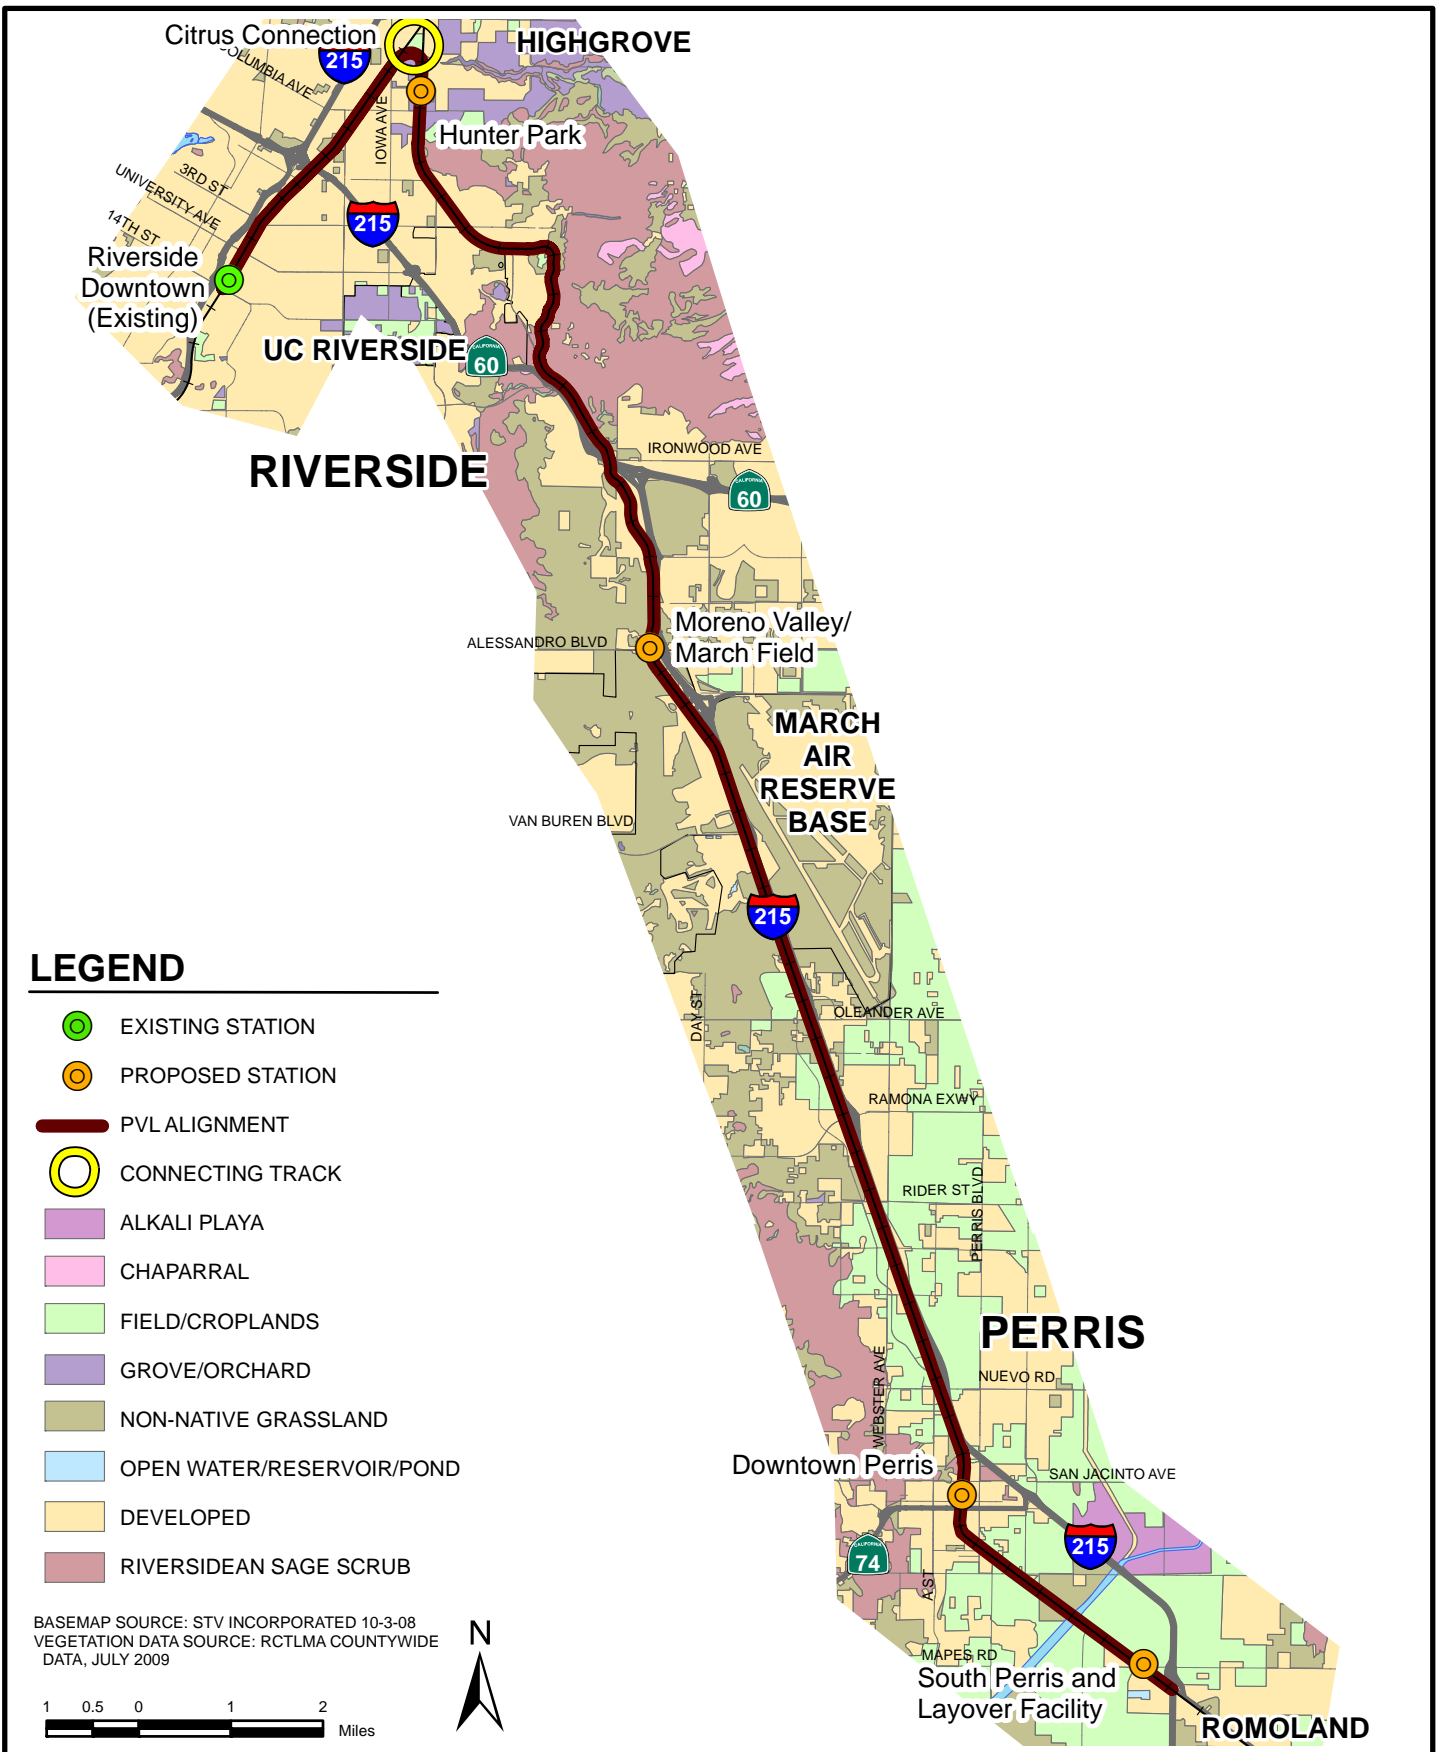 Citrus Connection
HIGHGROVE
215
COLUMBIA AVE
IOWA AVE
Hunter Park
3RD ST
UNIVERSITY AVE
14TH ST
215
Riverside
Downtown
(Existing)
UC RIVERSIDE
CALIFORNIA
60
RIVERSIDE
IRONWOOD AVE
CALIFORNIA
60
ALESSANDRO BLVD
Moreno Valley/
March Field
MARCH
AIR
RESERVE
BASE
VAN BUREN BLVD
215
DAY ST
OLEANDER AVE
RAMONA EXWY
RIDER ST
PERRIS BLVD
PERRIS
WEBSTER AVE
NUEVO RD
Downtown Perris
SAN JACINTO AVE
215
CALIFORNIA
74
A ST
MAPES RD
South Perris and
Layover Facility
ROMOLAND
LEGEND
EXISTING STATION
PROPOSED STATION
PVL ALIGNMENT
CONNECTING TRACK
ALKALI PLAYA
CHAPARRAL
FIELD/CROPLANDS
GROVE/ORCHARD
NON-NATIVE GRASSLAND
OPEN WATER/RESERVOIR/POND
DEVELOPED
RIVERSIDEAN SAGE SCRUB
BASEMAP SOURCE: STV INCORPORATED 10-3-08
VEGETATION DATA SOURCE: RCTLMA COUNTYWIDE
DATA, JULY 2009
N
1 0.5 0 1 2
Miles